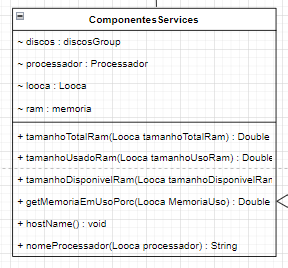 ComponentesServices
~ discos : discosGroup
~ processador : Processador
~ looca : Looca
~ ram : memoria
+ tamanhoTotalRam(Looca tamanhoTotalRam) : Double
+ tamanhoUsadoRam(Looca tamanhoUsoRam) : Double
+ tamanhoDisponivelRam(Looca tamanhoDisponivelRam
+ getMemoriaEmUsoPorc(Looca MemoriaUso) : Double
+ hostName() : void
+ nomeProcessador(Looca processador) : String